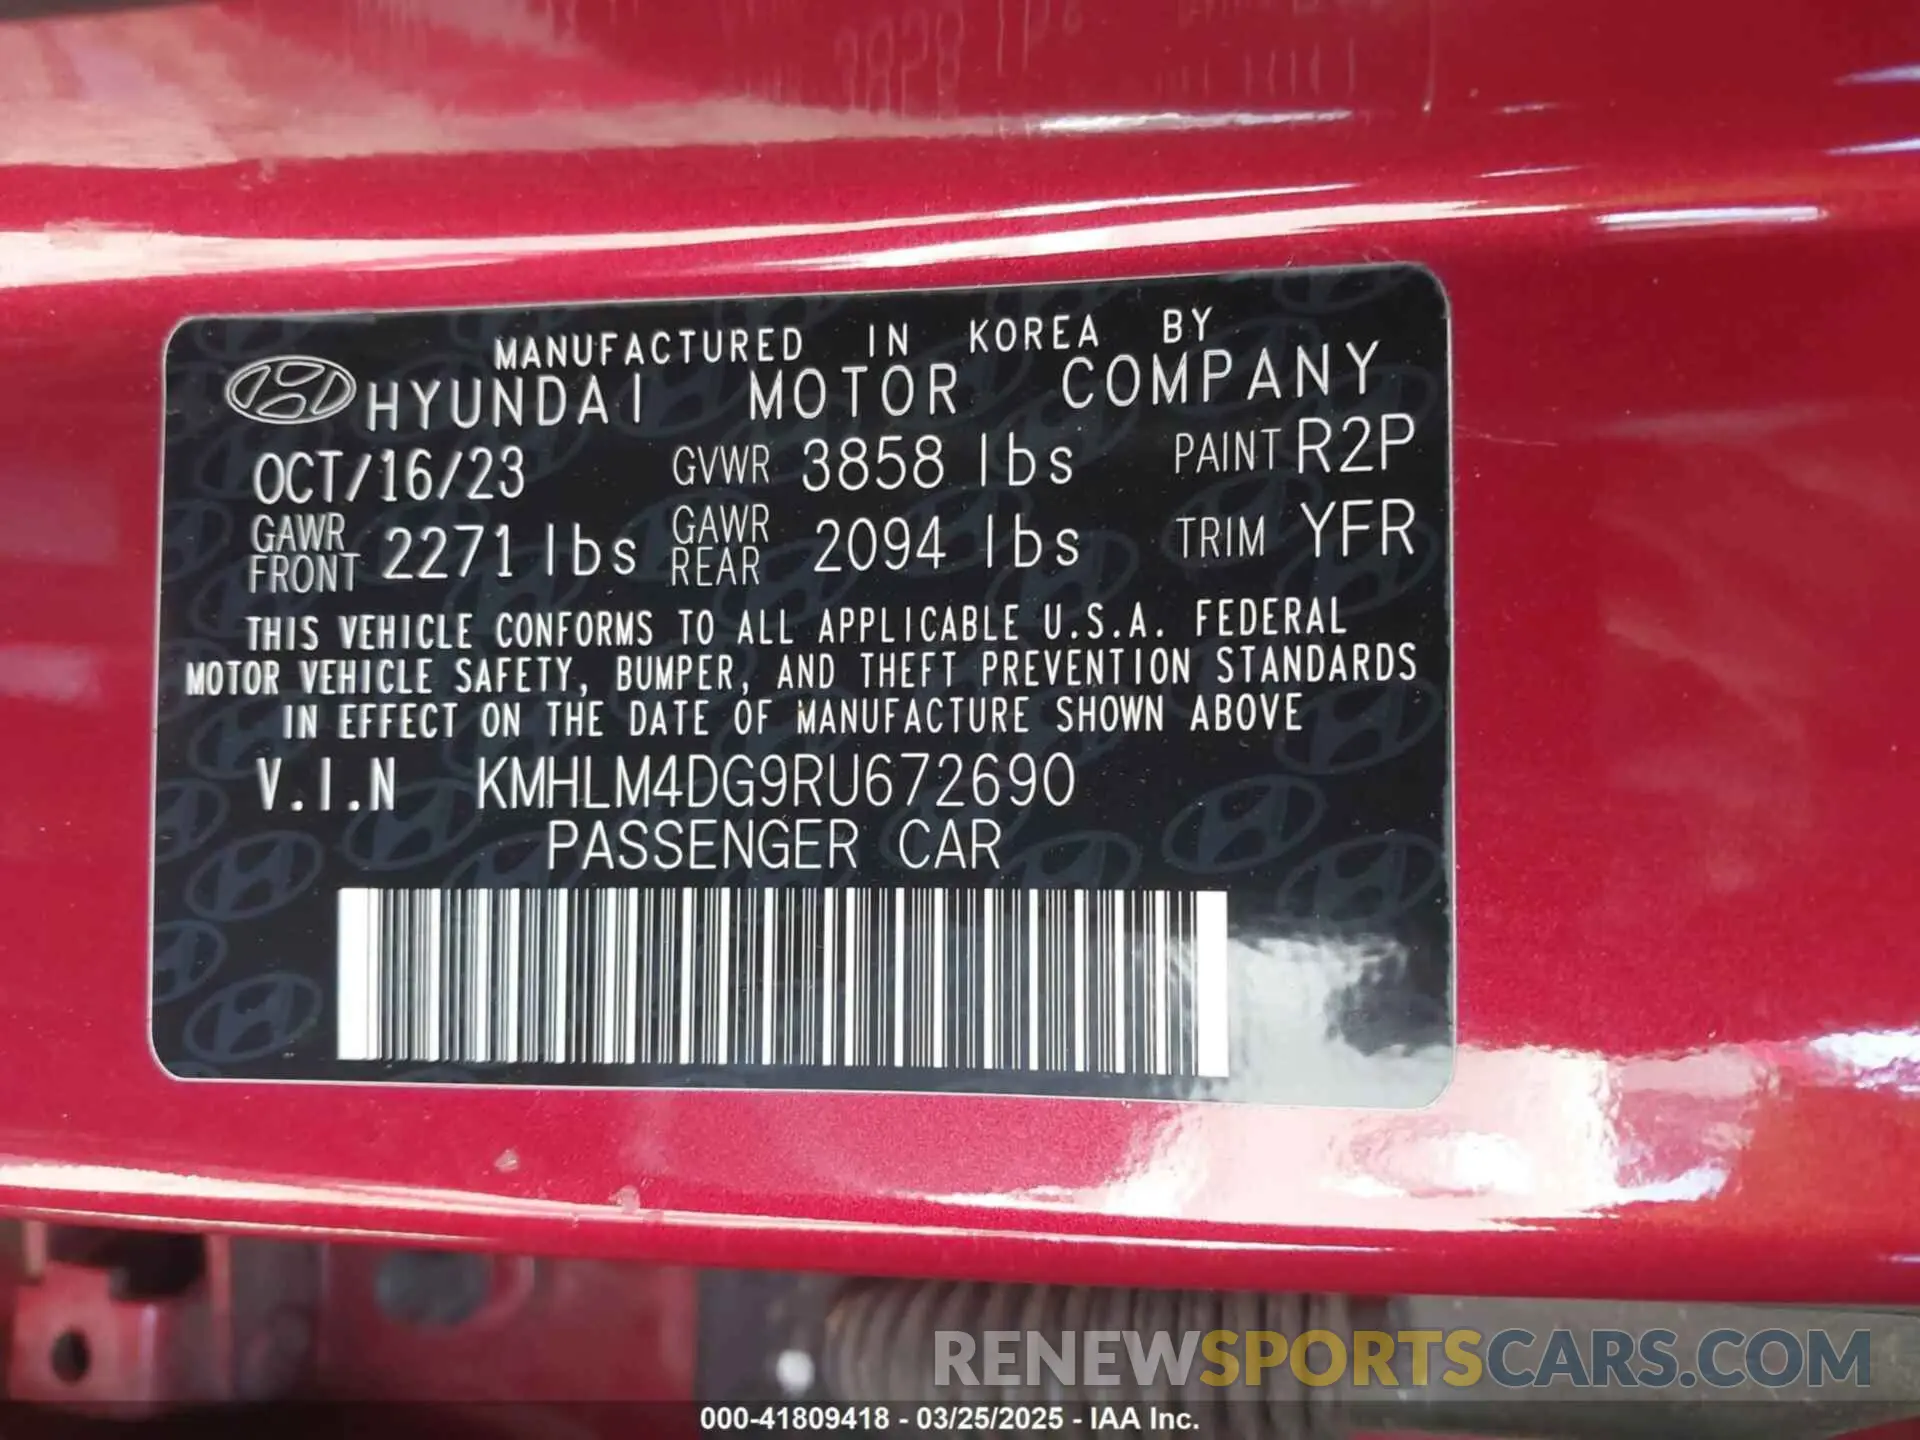 MANUFACTURED IN KOREA BY
HYUNDAI MOTOR COMPANY
OCT/16/23 GVWR 3858 lbs PAINT R2P
GAWR FRONT 2271 lbs GAWR REAR 2094 lbs TRIM YFR
THIS VEHICLE CONFORMS TO ALL APPLICABLE U.S.A. FEDERAL
MOTOR VEHICLE SAFETY, BUMPER, AND THEFT PREVENTION STANDARDS
IN EFFECT ON THE DATE OF MANUFACTURE SHOWN ABOVE
V.I.N KMHLM4DG9RU672690
PASSENGER CAR
RENEWSPORTSCARS.COM
000-41809418 - 03/25/2025 - IAA Inc.